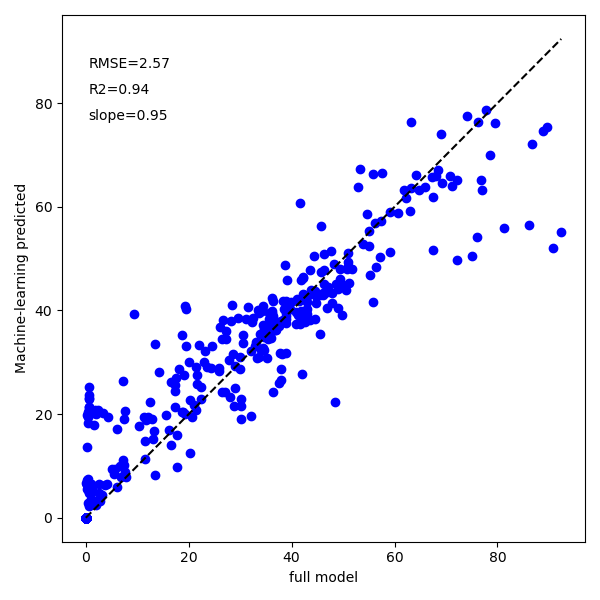 RMSE=2.57
R2=0.94
slope=0.95
Machine-learning predicted
80
60
40
20
0
0 20 40 60 80
full model